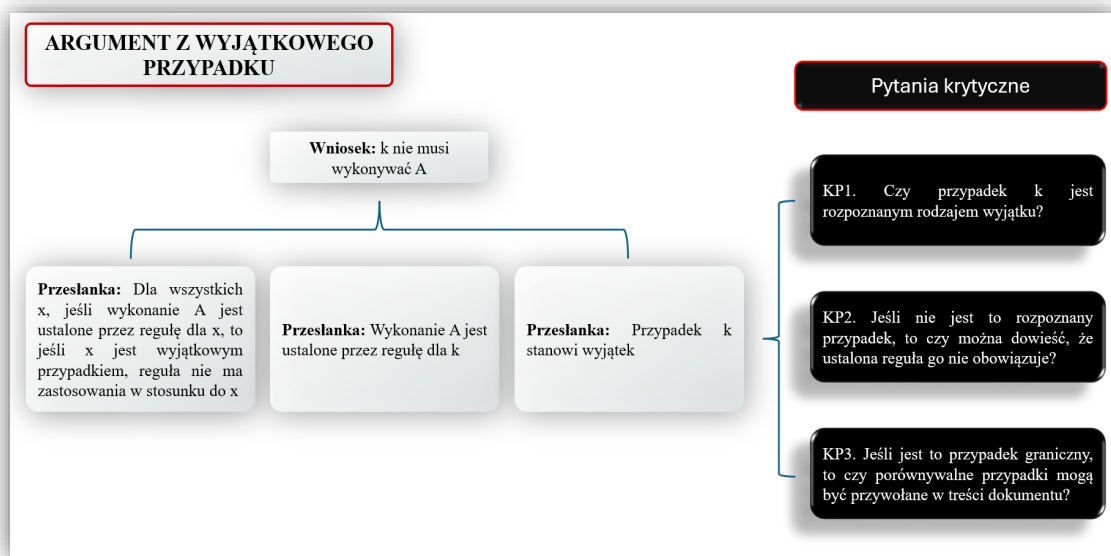 ARGUMENT Z WYJĄTKOWEGO
PRZYPADKU
Pytania krytyczne
Wniosek: k nie musi
wykonywać A
Przesłanka: Dla wszystkich
x, jeśli wykonanie A jest
ustalone przez regułę dla x, to
jeśli x jest wyjątkowym
przypadkiem, reguła nie ma
zastosowania w stosunku do x
Przesłanka: Wykonanie A jest
ustalone przez regułę dla k
Przesłanka: Przypadek k
stanowi wyjątek
KP1. Czy przypadek k jest
rozpoznanym rodzajem wyjątku?
KP2. Jeśli nie jest to rozpoznany
przypadek, to czy można dowieść, że
ustalona reguła go nie obowiązuje?
KP3. Jeśli jest to przypadek graniczny,
to czy porównywalne przypadki mogą
być przywołane w treści dokumentu?